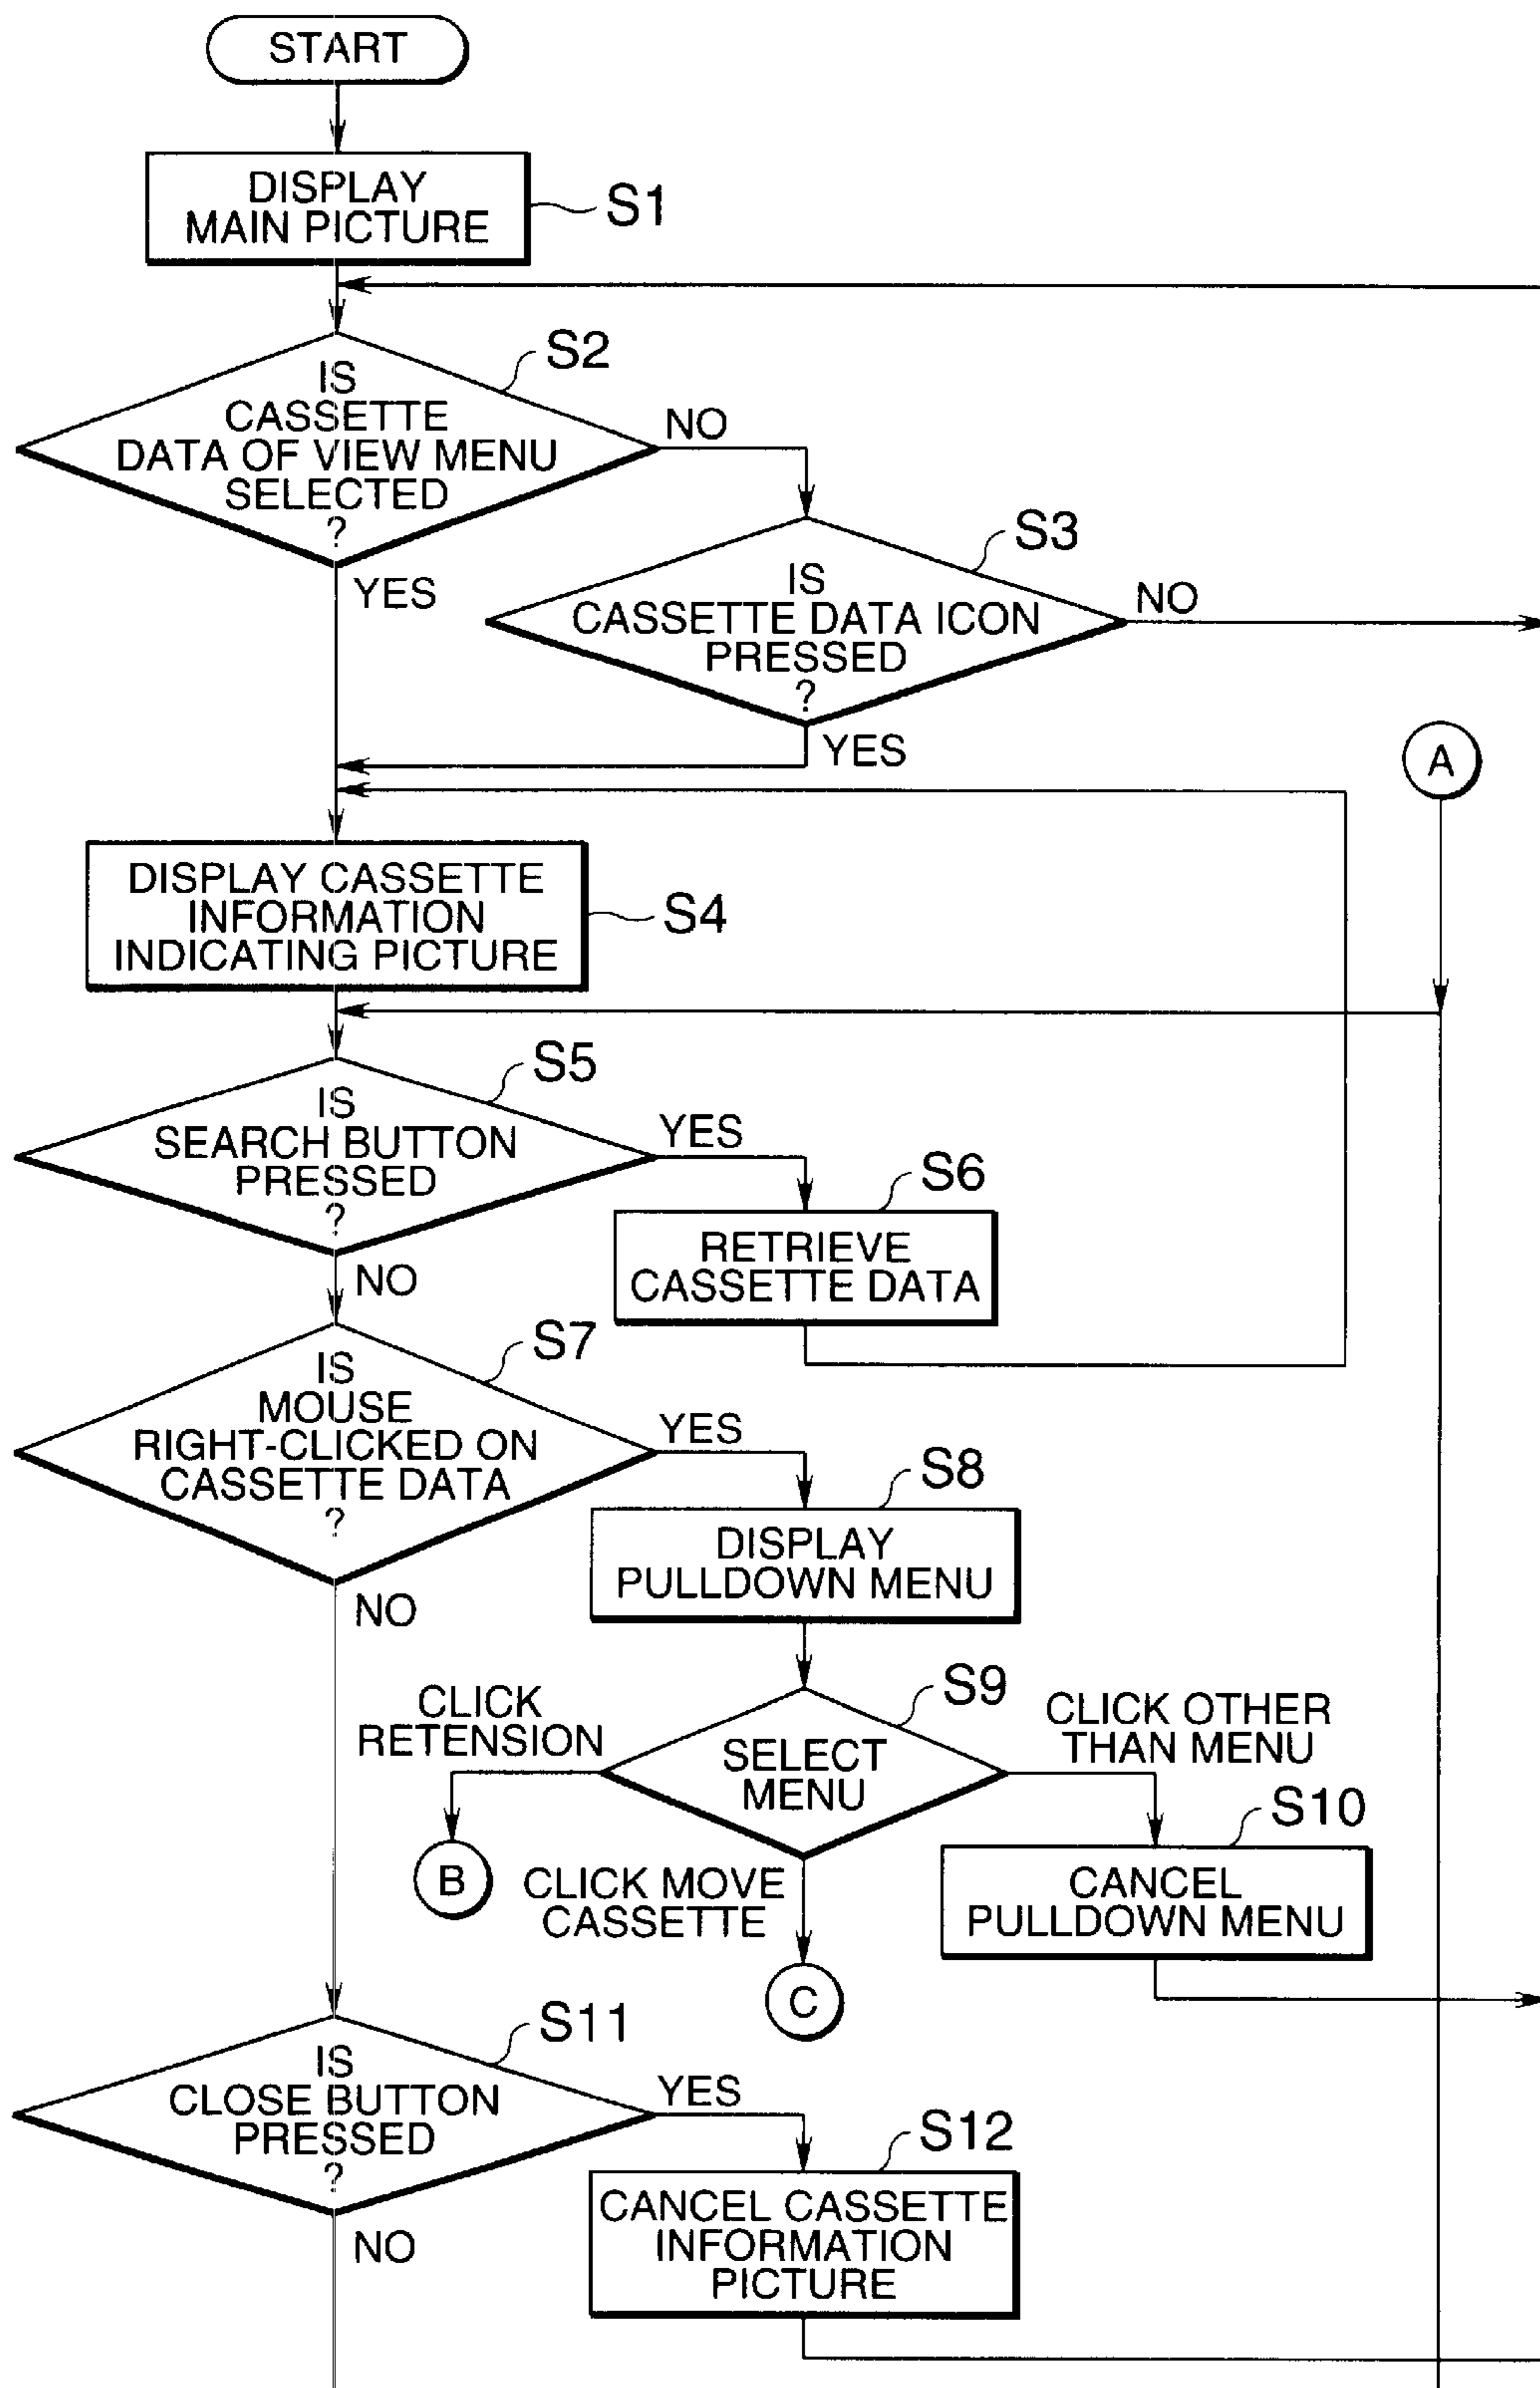 START
DISPLAY
MAIN PICTURE
S1
S2
IS
CASSETTE
DATA OF VIEW MENU
SELECTED
?
NO
YES
S3
IS
CASSETTE DATA ICON
PRESSED
?
NO
YES
A
DISPLAY CASSETTE
INFORMATION
INDICATING PICTURE
S4
S5
IS
SEARCH BUTTON
PRESSED
?
YES
NO
S6
RETRIEVE
CASSETTE DATA
S7
IS
MOUSE
RIGHT-CLICKED ON
CASSETTE DATA
?
YES
NO
S8
DISPLAY
PULLDOWN MENU
S9
SELECT
MENU
CLICK
RETENSION
CLICK OTHER
THAN MENU
B
CLICK MOVE
CASSETTE
C
S10
CANCEL
PULLDOWN MENU
S11
IS
CLOSE BUTTON
PRESSED
?
YES
NO
S12
CANCEL CASSETTE
INFORMATION
PICTURE